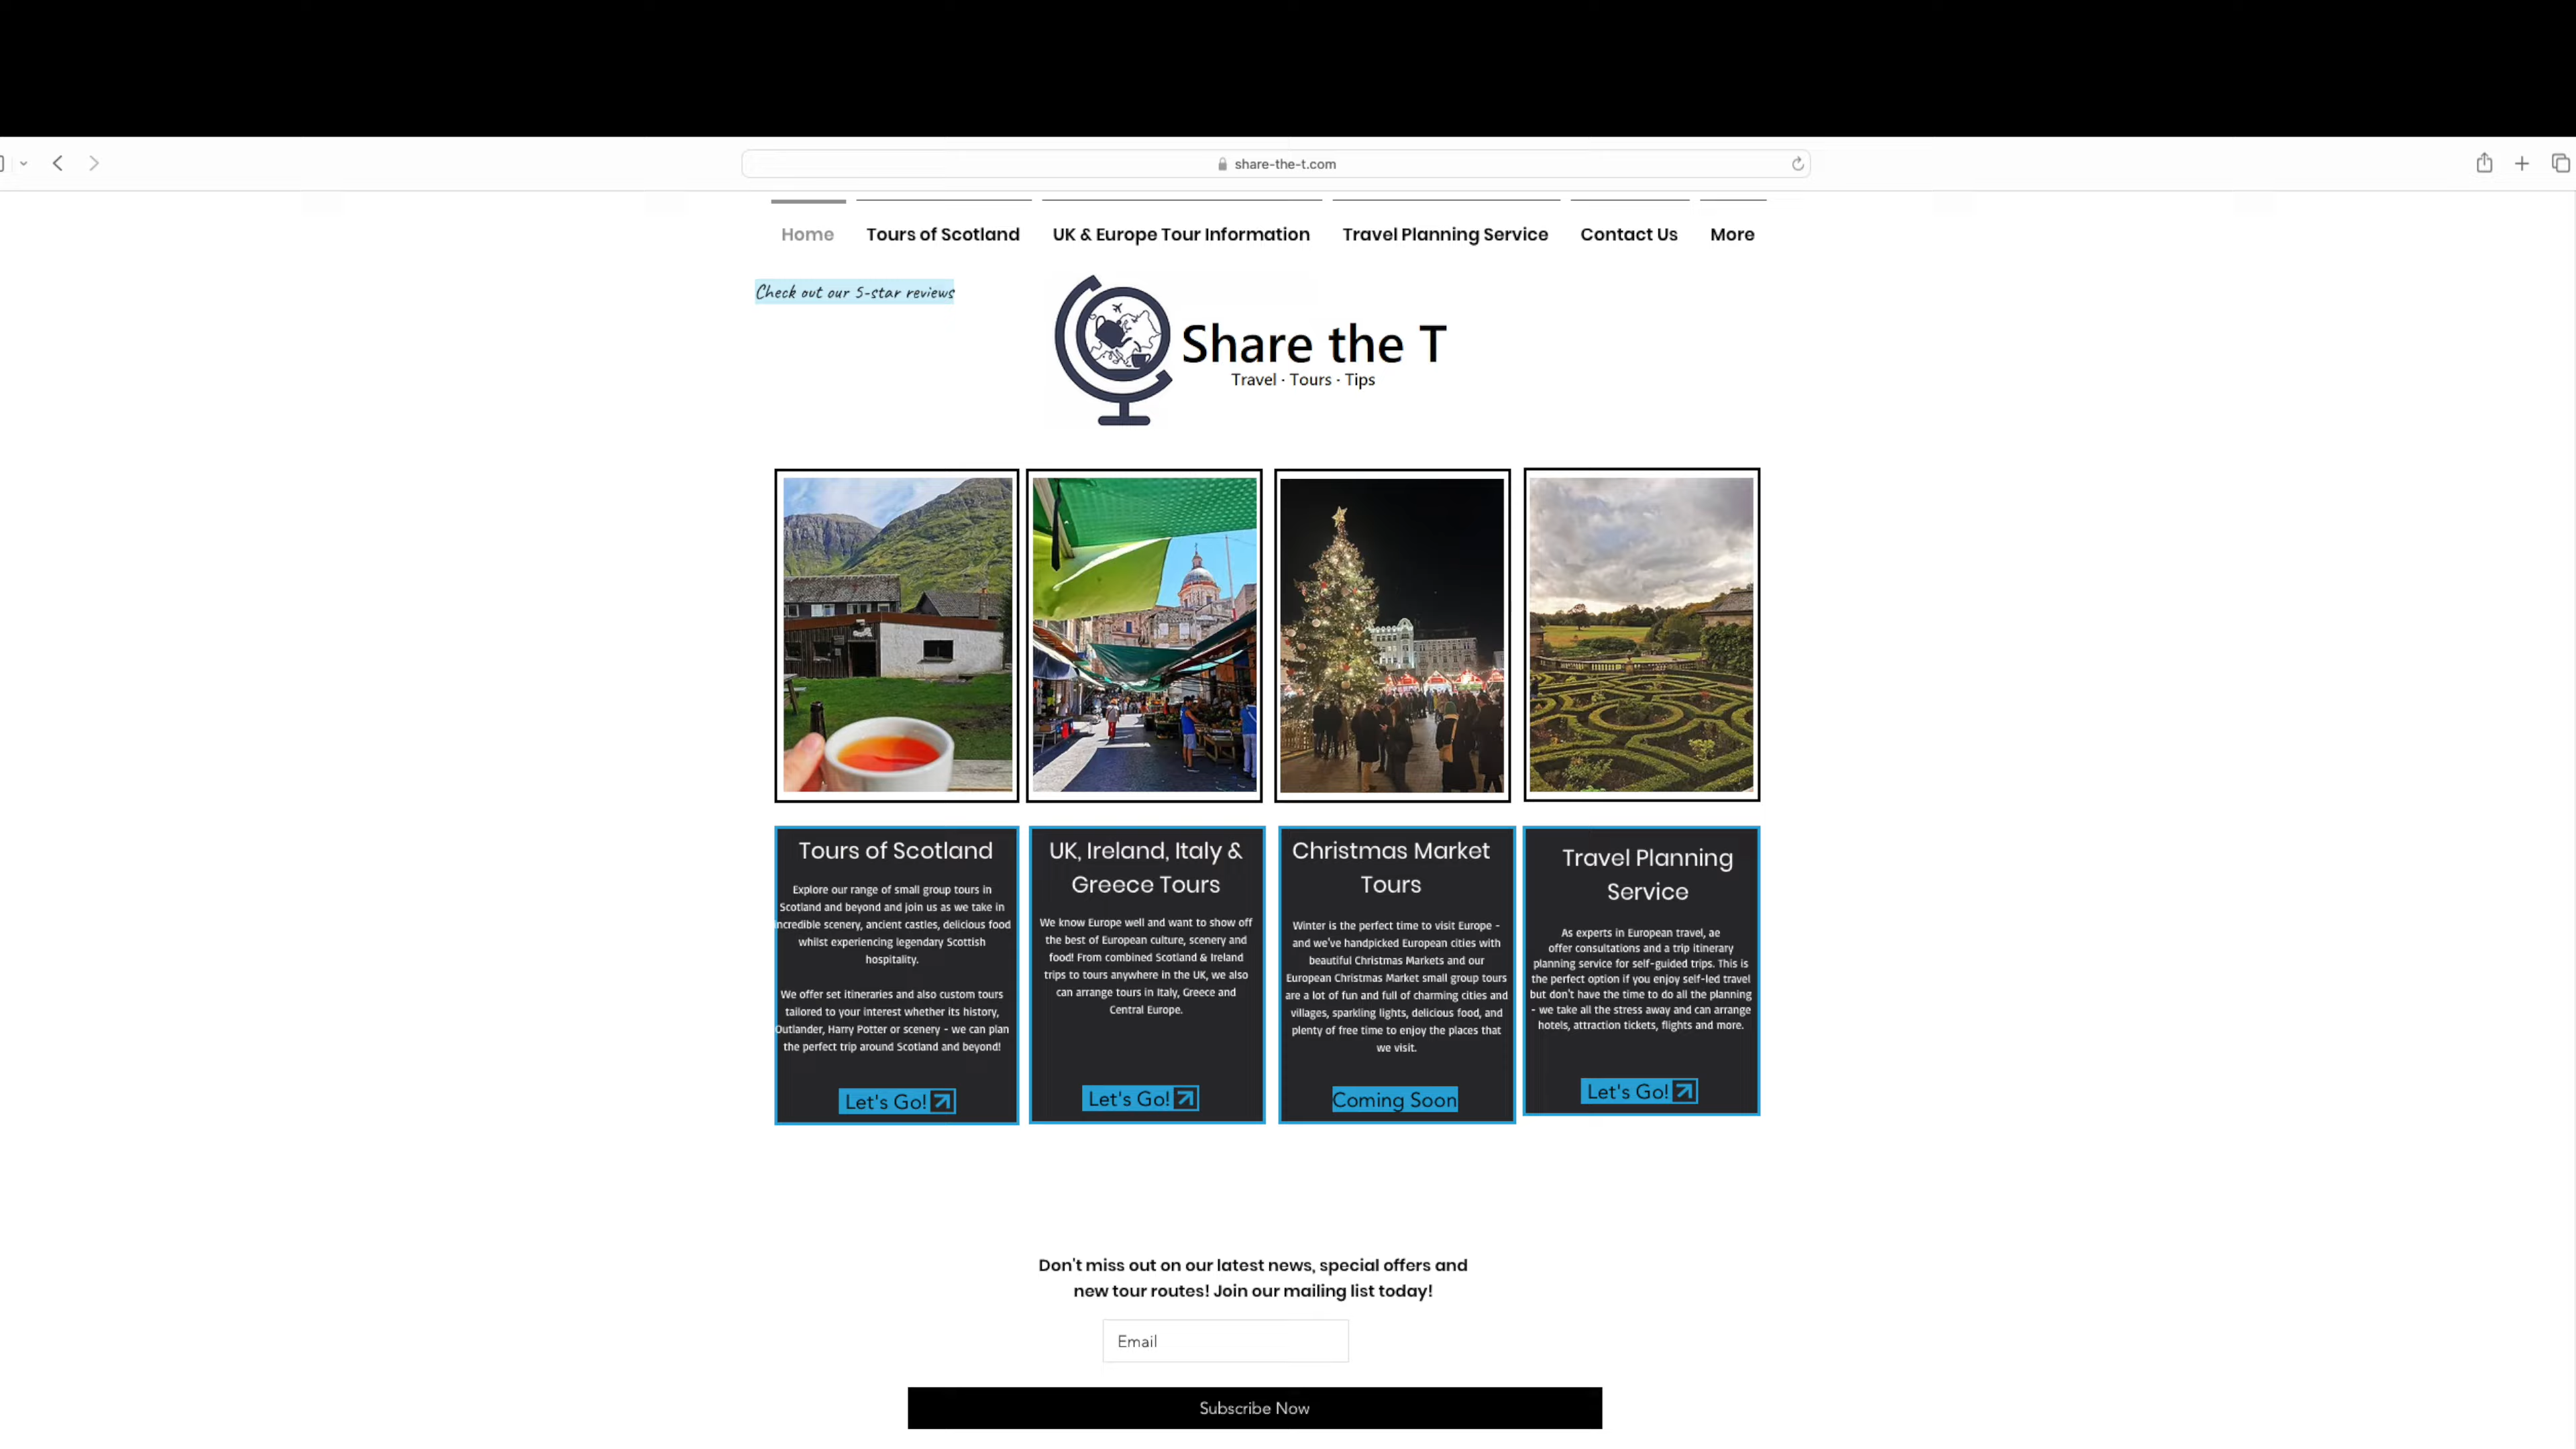 share-the-t.com
Home Tours of Scotland UK & Europe Tour Information Travel Planning Service Contact Us More
Check out our 5-star reviews
Share the T
Travel · Tours · Tips
Tours of Scotland
Explore our range of small group tours in
Scotland and beyond and join us as we take in
incredible scenery, ancient castles, delicious food
whilst experiencing legendary Scottish
hospitality.
We offer set itineraries and also custom tours
tailored to your interest whether its history,
Outlander, Harry Potter or scenery - we can plan
the perfect trip around Scotland and beyond!
Let's Go!
UK, Ireland, Italy &
Greece Tours
We know Europe well and want to show off
the best of European culture, scenery and
food! From combined Scotland & Ireland
trips to tours anywhere in the UK, we also
can arrange tours in Italy, Greece and
Central Europe.
Let's Go!
Christmas Market
Tours
Winter is the perfect time to visit Europe -
and we've handpicked European cities with
beautiful Christmas Markets and our
European Christmas Market small group tours
are a lot of fun and full of charming cities and
villages, sparkling lights, delicious food, and
plenty of free time to enjoy the places that
we visit.
Coming Soon
Travel Planning
Service
As experts in European travel, ae
offer consultations and a trip itinerary
planning service for self-guided trips. This is
the perfect option if you enjoy self-led travel
but don't have the time to do all the planning
- we take all the stress away and can arrange
hotels, attraction tickets, flights and more.
Let's Go!
Don't miss out on our latest news, special offers and
new tour routes! Join our mailing list today!
Email
Subscribe Now